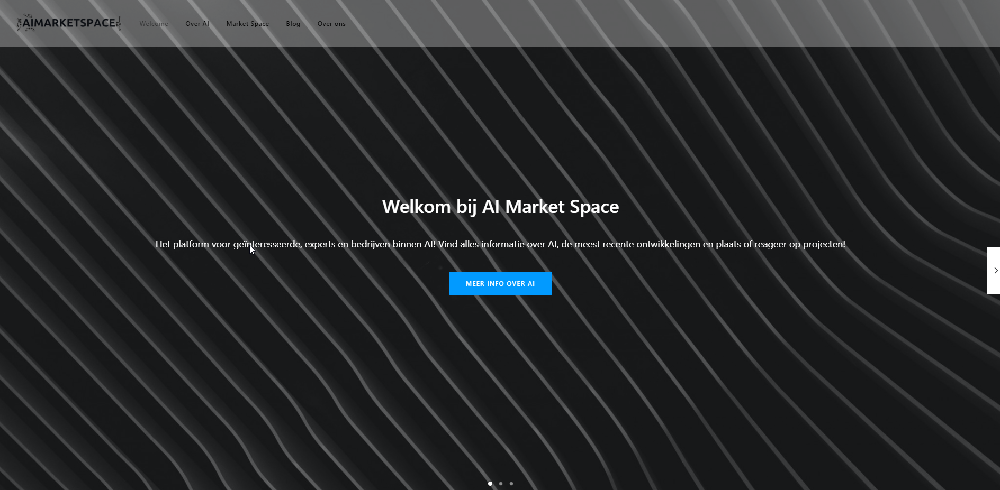 AIMARKETSPACE
Welcome Over AI Market Space Blog Over ons
Welkom bij AI Market Space
Het platform voor geïnteresseerde, experts en bedrijven binnen AI! Vind alles informatie over AI, de meest recente ontwikkelingen en plaats of reageer op projecten!
MEER INFO OVER AI